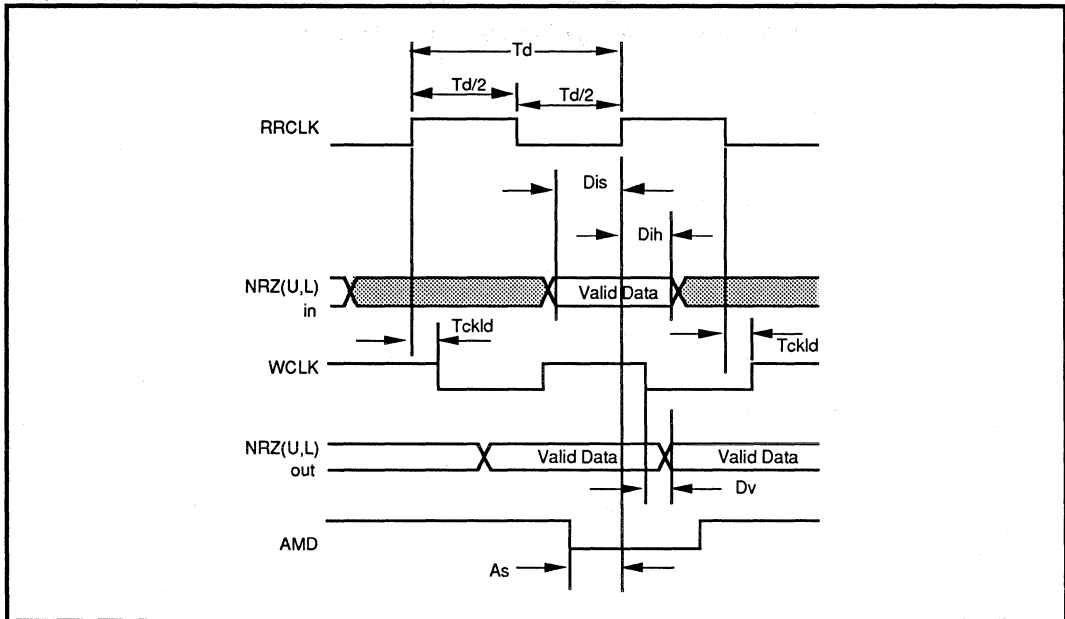 Td
Td/2
Td/2
RRCLK
Dis
Dih
NRZ(U,L)
in
Valid Data
Tckld
Tckld
WCLK
NRZ(U,L)
out
Valid Data
Valid Data
Dv
AMD
As